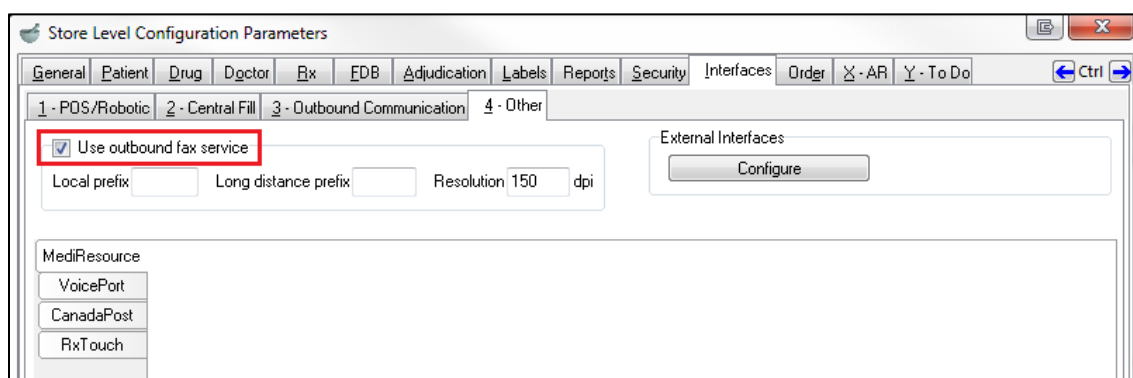 Store Level Configuration Parameters
General Patient Drug Doctor Rx FDB Adjudication Labels Reports Security Interfaces Order X - AR Y - To Do Ctrl
1 - POS/Robotic 2 - Central Fill 3 - Outbound Communication 4 - Other
Use outbound fax service
External Interfaces
Local prefix Long distance prefix Resolution 150 dpi
Configure
MediResource
VoicePort
CanadaPost
RxTouch